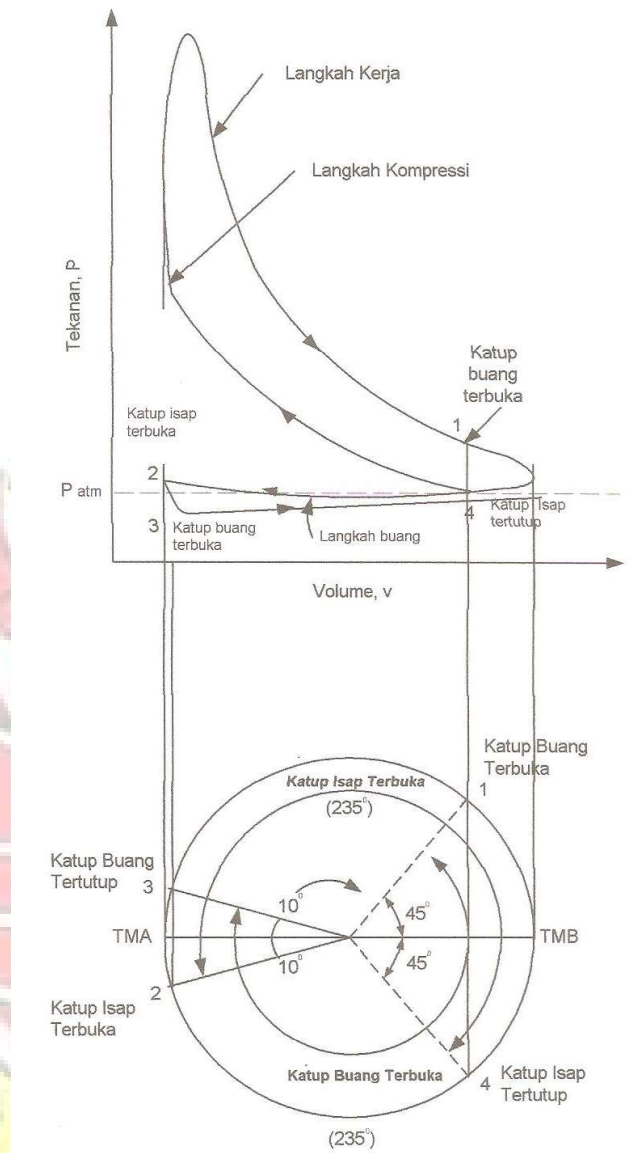 Langkah Kerja
Langkah Kompressi
Tekanan, P
Katup
buang
terbuka
1
Katup isap
terbuka
2
P atm
3
Katup buang
terbuka
Langkah buang
4
Katup Isap
tertutup
Volume, v
Katup Buang
Terbuka
1
Katup Isap Terbuka
(235°)
Katup Buang
Tertutup
3
10°
45°
TMA
TMB
10°
45°
2
Katup Isap
Terbuka
Katup Buang Terbuka
4
Katup Isap
Tertutup
(235°)